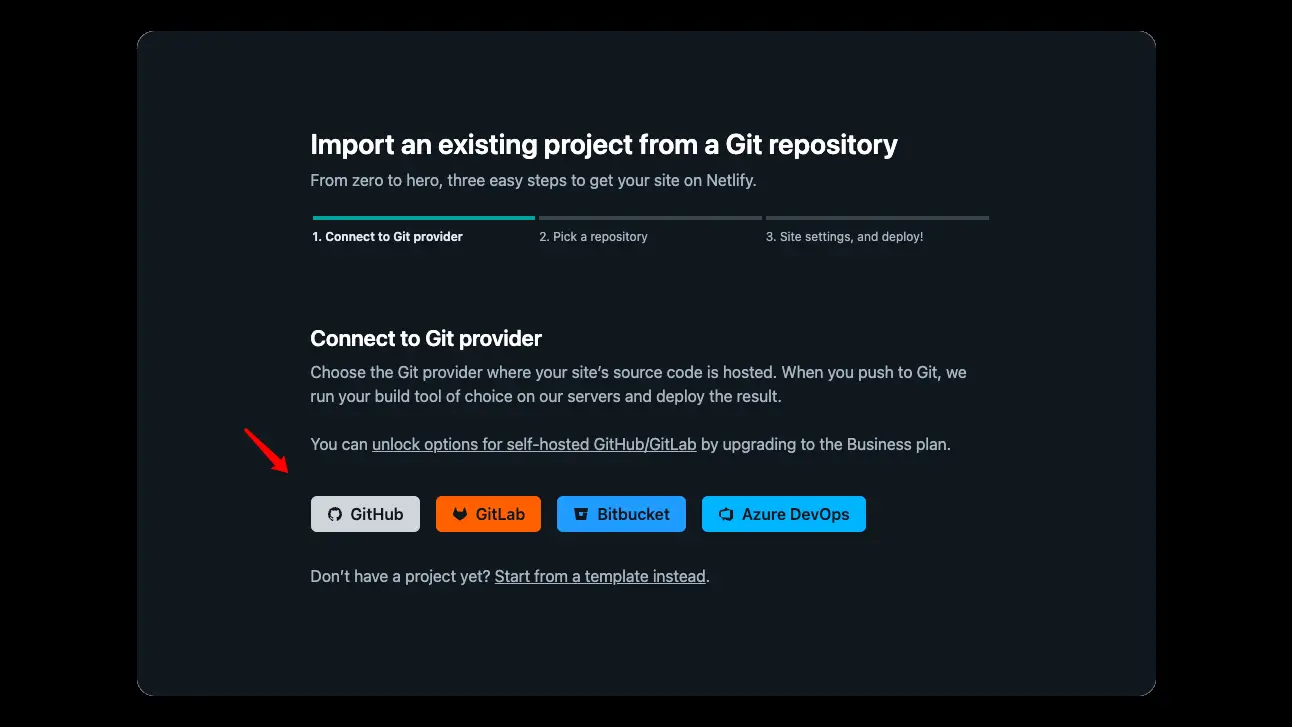 Import an existing project from a Git repository
From zero to hero, three easy steps to get your site on Netlify.
1. Connect to Git provider
2. Pick a repository
3. Site settings, and deploy!
Connect to Git provider
Choose the Git provider where your site’s source code is hosted. When you push to Git, we
run your build tool of choice on our servers and deploy the result.
You can unlock options for self-hosted GitHub/GitLab by upgrading to the Business plan.
GitHub
GitLab
Bitbucket
Azure DevOps
Don’t have a project yet? Start from a template instead.